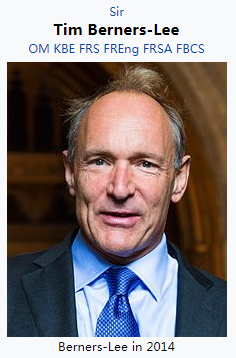 Sir
Tim Berners-Lee
OM KBE FRS FREng FRSA FBCS
Berners-Lee in 2014